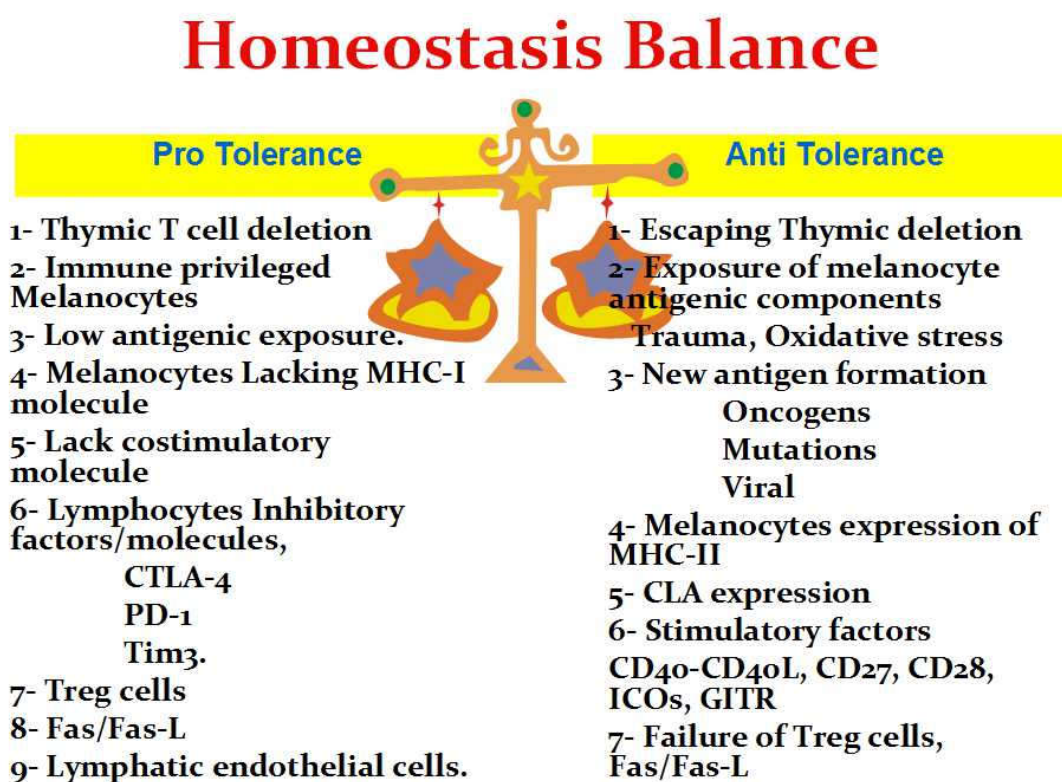 Homeostasis Balance
Pro Tolerance
1- Thymic T cell deletion
2- Immune privileged
Melanocytes
3- Low antigenic exposure.
4- Melanocytes Lacking MHC-I
molecule
5- Lack costimulatory
molecule
6- Lymphocytes Inhibitory
factors/molecules,
CTLA-4
PD-1
Tim3.
7- Treg cells
8- Fas/Fas-L
9- Lymphatic endothelial cells.
Anti Tolerance
1- Escaping Thymic deletion
2- Exposure of melanocyte
antigenic components
Trauma, Oxidative stress
3- New antigen formation
Oncogens
Mutations
Viral
4- Melanocytes expression of
MHC-II
5- CLA expression
6- Stimulatory factors
CD40-CD40L, CD27, CD28,
ICOs, GITR
7- Failure of Treg cells,
Fas/Fas-L